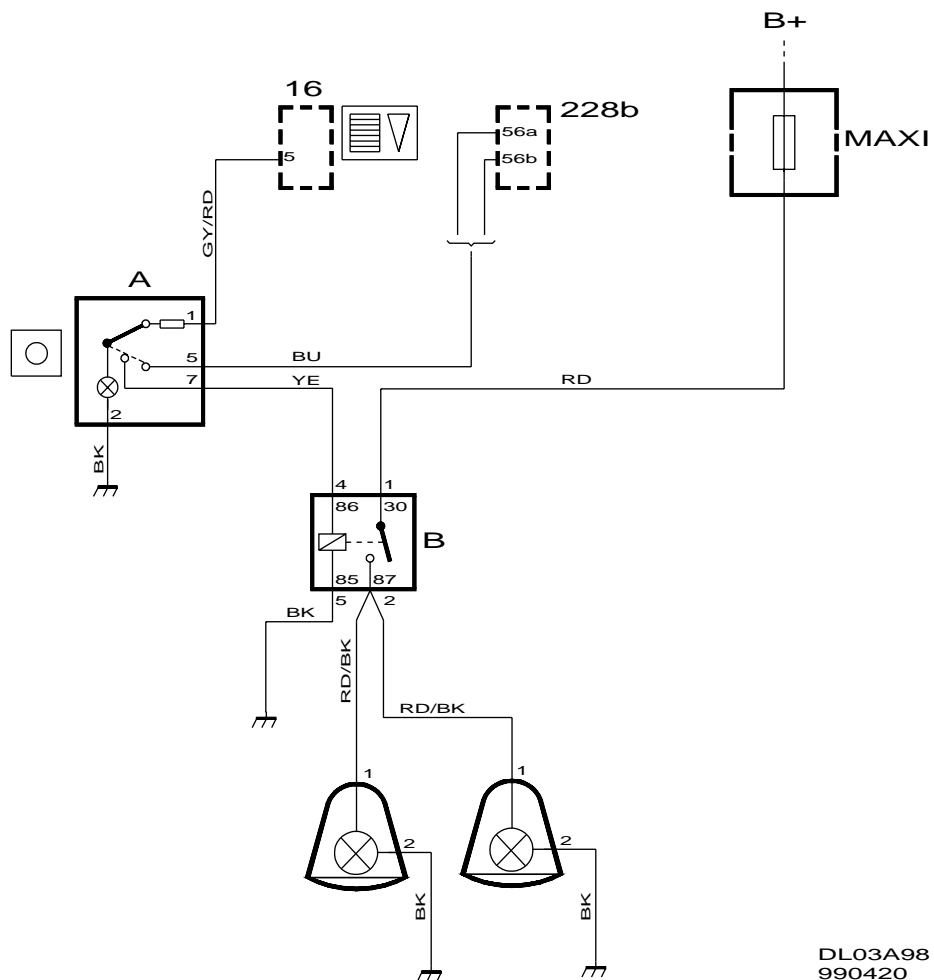 B+
16
228b
MAXI
5
56a
56b
GY/RD
A
1
5
7
2
BU
YE
RD
BK
4
1
86
30
B
85
87
5
2
BK
RD/BK
RD/BK
1
2
BK
1
2
BK
DL03A98
990420